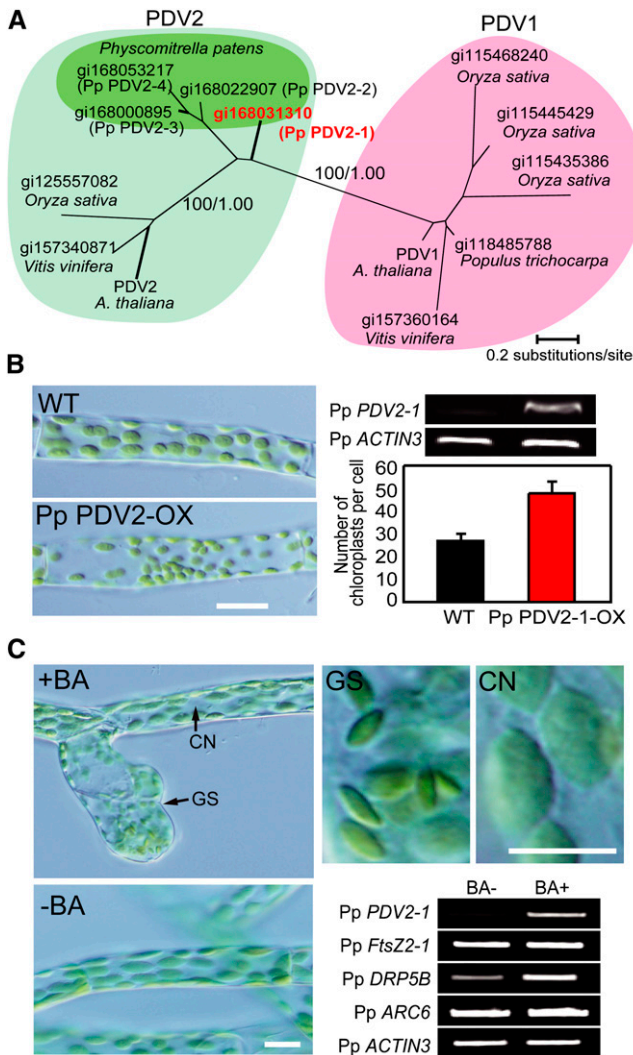 A
PDV2
PDV1
Physcomitrella patens
gi168053217
(Pp PDV2-4)
gi168022907 (Pp PDV2-2)
gi168000895
(Pp PDV2-3)
gi168031310
(Pp PDV2-1)
gi115468240
Oryza sativa
gi115445429
Oryza sativa
gi115435386
Oryza sativa
100/1.00
100/1.00
gi125557082
Oryza sativa
gi157340871
Vitis vinifera
PDV2
A. thaliana
PDV1
A. thaliana
gi118485788
Populus trichocarpa
gi157360164
Vitis vinifera
0.2 substitutions/site
B
WT
Pp PDV2-OX
Pp PDV2-1
Pp ACTIN3
Number of
chloroplasts per cell
60
50
40
30
20
10
0
WT
Pp PDV2-1-OX
C
+BA
CN
GS
GS
CN
-BA
BA-
BA+
Pp PDV2-1
Pp FtsZ2-1
Pp DRP5B
Pp ARC6
Pp ACTIN3